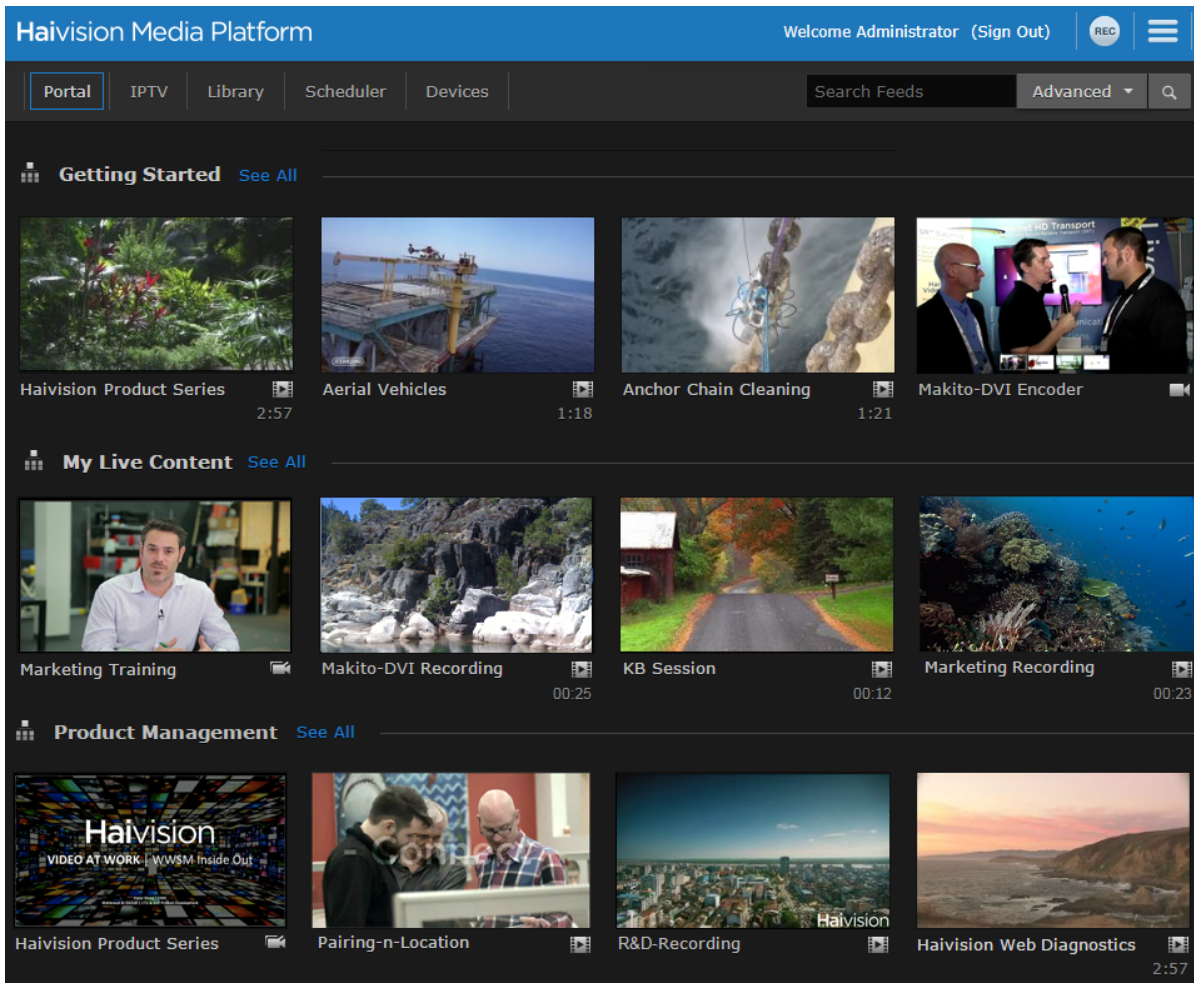 Haivision Media Platform
Welcome Administrator (Sign Out)
REC
Portal
IPTV
Library
Scheduler
Devices
Search Feeds
Advanced
Getting Started See All
Internet HD Transport
Haivision Product Series
2:57
Aerial Vehicles
1:18
Anchor Chain Cleaning
1:21
Makito-DVI Encoder
My Live Content See All
Marketing Training
Makito-DVI Recording
00:25
KB Session
00:12
Marketing Recording
00:23
Product Management See All
Haivision
VIDEO AT WORK | WWSM Inside Out
Connect
Haivision
Haivision Product Series
Pairing-n-Location
R&D-Recording
Haivision Web Diagnostics
2:57